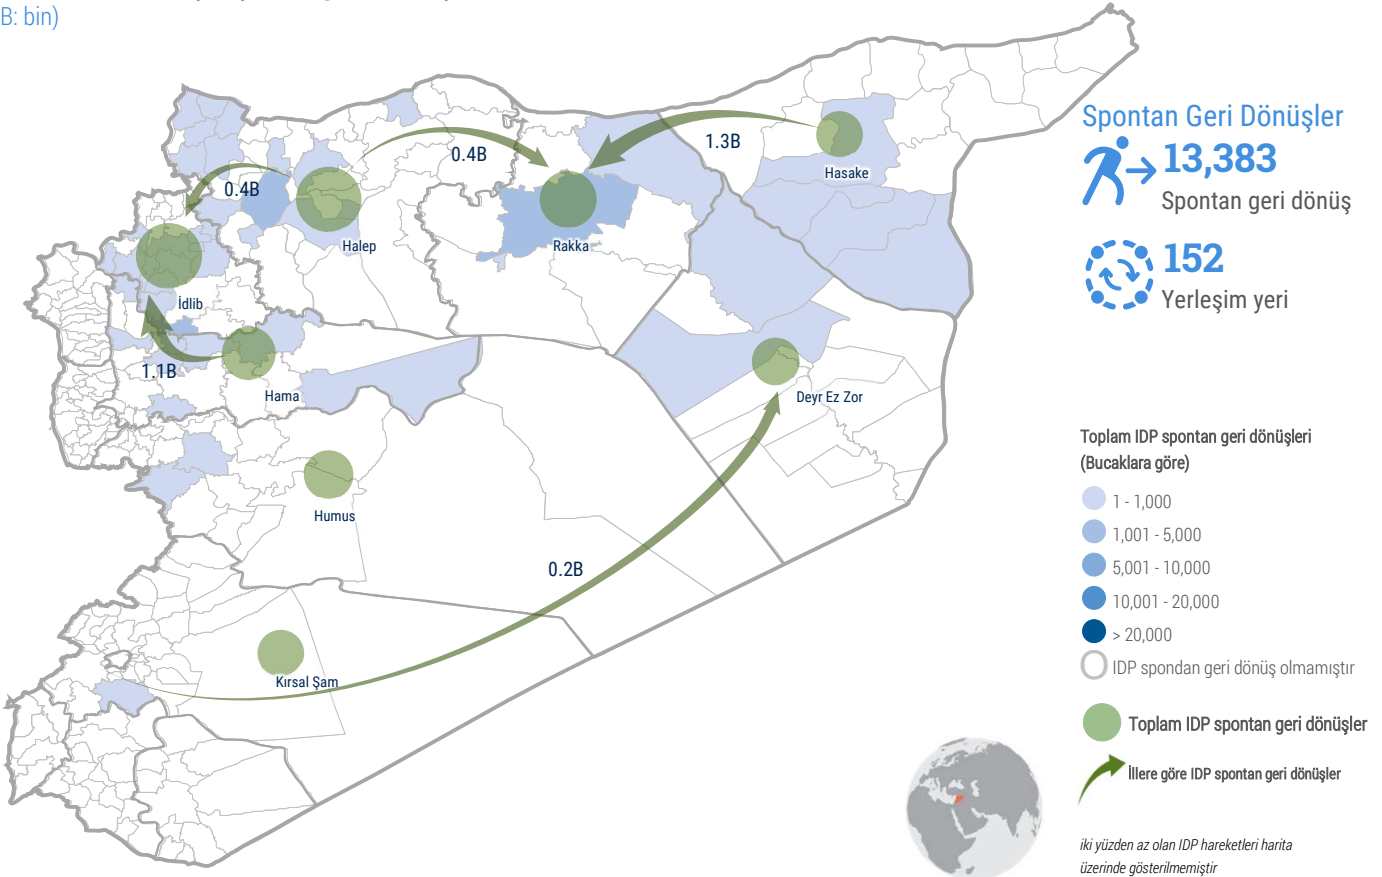 B: bin)
Spontan Geri Dönüşler
13,383
Spontan geri dönüş
152
Yerleşim yeri
0.4B
1.3B
Hasake
0.4B
Halep
Rakka
İdlib
1.1B
Hama
Deyr Ez Zor
Humus
0.2B
Kırsal Şam
Toplam IDP spontan geri dönüşleri
(Bucaklara göre)
1 - 1,000
1,001 - 5,000
5,001 - 10,000
10,001 - 20,000
> 20,000
IDP spondan geri dönüş olmamıştır
Toplam IDP spontan geri dönüşler
İllere göre IDP spontan geri dönüşler
iki yüzden az olan IDP hareketleri harita
üzerinde gösterilmemiştir